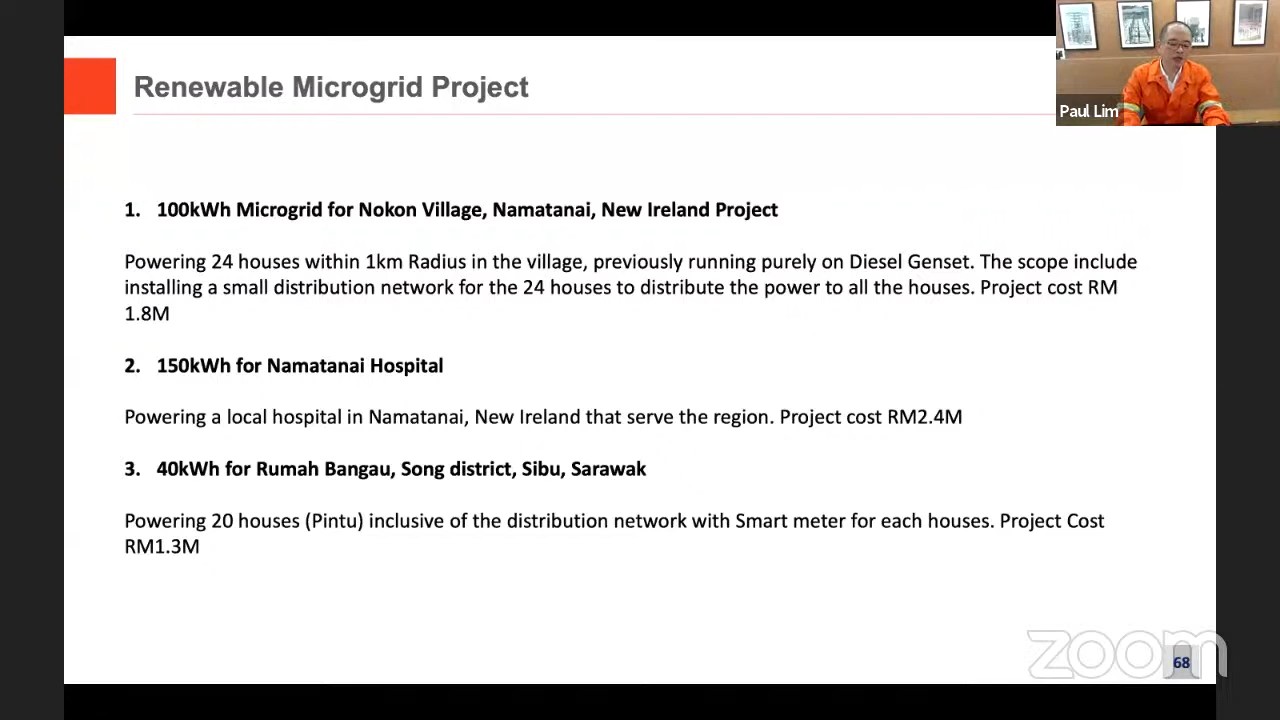 Renewable Microgrid Project
Paul Lim
1. 100kWh Microgrid for Nokon Village, Namatanai, New Ireland Project
Powering 24 houses within 1km Radius in the village, previously running purely on Diesel Genset. The scope include
installing a small distribution network for the 24 houses to distribute the power to all the houses. Project cost RM
1.8M
2. 150kWh for Namatanai Hospital
Powering a local hospital in Namatanai, New Ireland that serve the region. Project cost RM2.4M
3. 40kWh for Rumah Bangau, Song district, Sibu, Sarawak
Powering 20 houses (Pintu) inclusive of the distribution network with Smart meter for each houses. Project Cost
RM1.3M
zoom
68